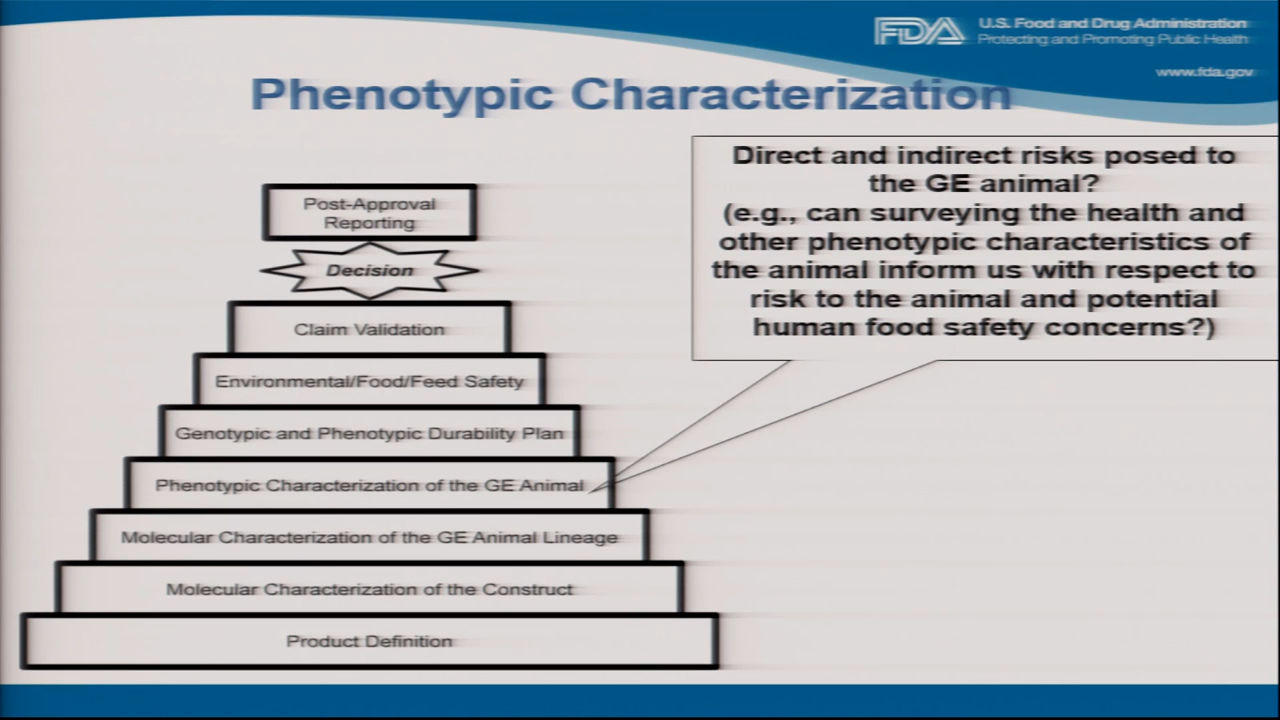 FDA
U.S. Food and Drug Administration
Protecting and Promoting Public Health
www.fda.gov
Phenotypic Characterization
Direct and indirect risks posed to
the GE animal?
(e.g., can surveying the health and
other phenotypic characteristics of
the animal inform us with respect to
risk to the animal and potential
human food safety concerns?)
Post-Approval
Reporting
Decision
Claim Validation
Environmental/Food/Feed Safety
Genotypic and Phenotypic Durability Plan
Phenotypic Characterization of the GE Animal
Molecular Characterization of the GE Animal Lineage
Molecular Characterization of the Construct
Product Definition